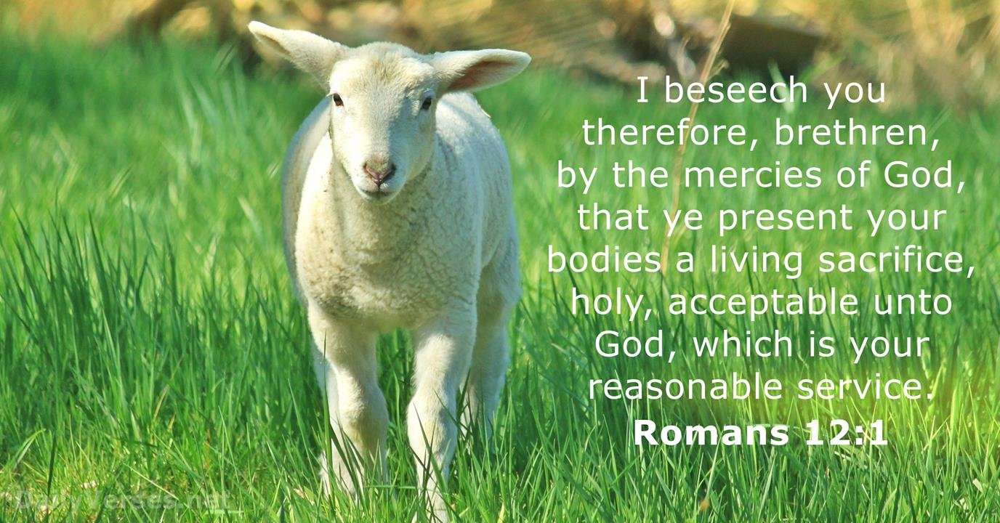 I beseech you
therefore, brethren,
by the mercies of God,
that ye present your
bodies a living sacrifice,
holy, acceptable unto
God, which is your
reasonable service.
Romans 12:1
DailyVerses.net